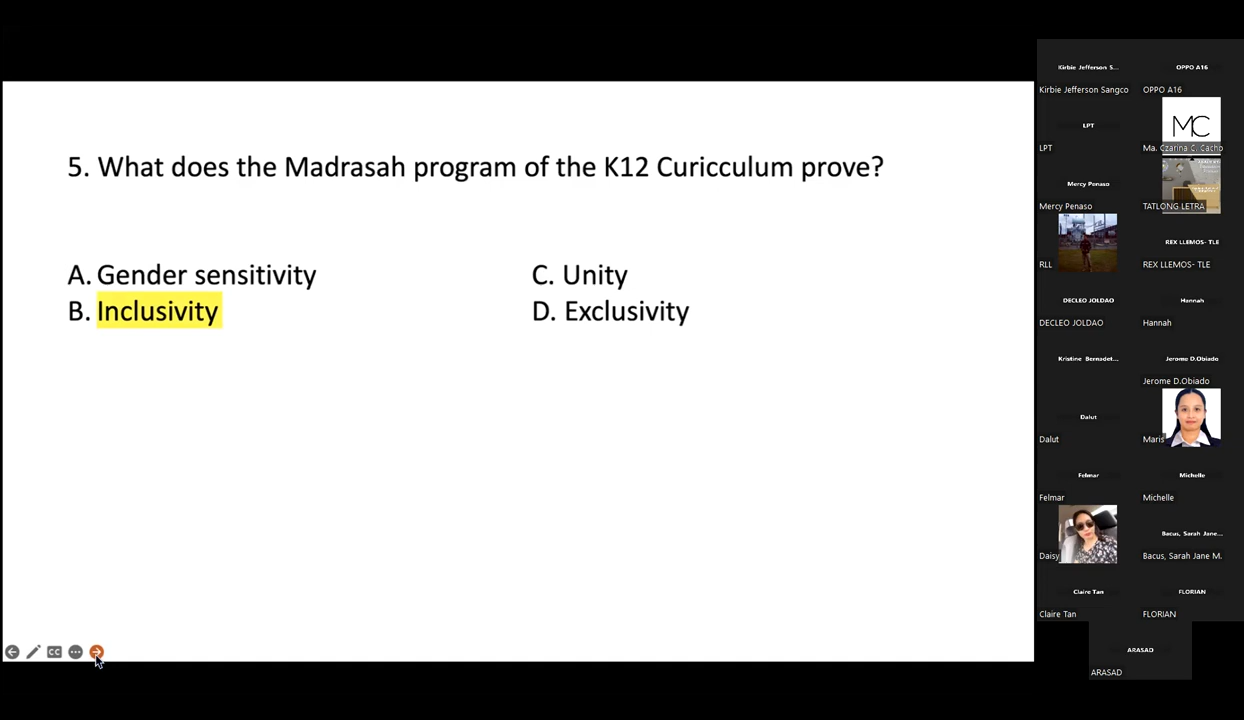 5. What does the Madrasah program of the K12 Curicculum prove?
A. Gender sensitivity
B. Inclusivity
C. Unity
D. Exclusivity
CC
Kirbie Jefferson S...
Kirbie Jefferson Sangco
OPPO A16
OPPO A16
LPT
LPT
MC
Ma. Czarina C. Cacho
Mercy Penaso
Mercy Penaso
TATLONG LETRA
RLL
REX LLEMOS- TLE
REX LLEMOS- TLE
DECLEO JOLDAO
DECLEO JOLDAO
Hannah
Hannah
Kristine Bernadet...
Jerome D.Obiado
Jerome D.Obiado
Dalut
Dalut
Maris
Felmar
Felmar
Michelle
Michelle
Daisy
Bacus, Sarah Jane...
Bacus, Sarah Jane M.
Claire Tan
Claire Tan
FLORIAN
FLORIAN
ARASAD
ARASAD